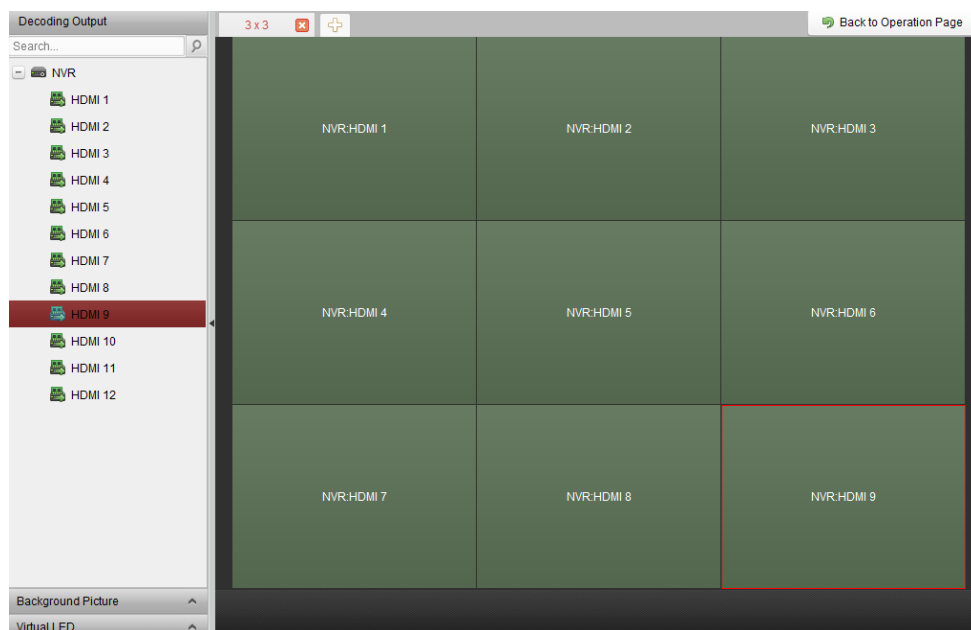 Decoding Output
3 x 3
Back to Operation Page
Search...
NVR
HDMI 1
HDMI 2
HDMI 3
HDMI 4
HDMI 5
HDMI 6
HDMI 7
HDMI 8
HDMI 9
HDMI 10
HDMI 11
HDMI 12
Background Picture
Virtual LED
NVR:HDMI 1
NVR:HDMI 2
NVR:HDMI 3
NVR:HDMI 4
NVR:HDMI 5
NVR:HDMI 6
NVR:HDMI 7
NVR:HDMI 8
NVR:HDMI 9